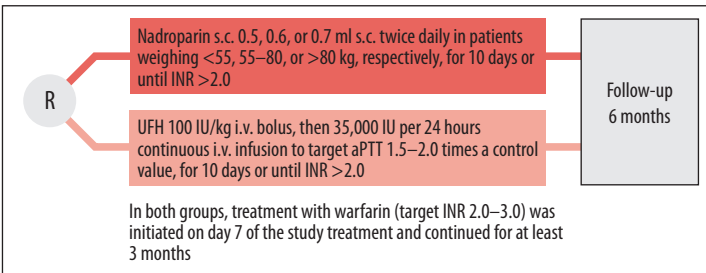 Nadroparin s.c. 0.5, 0.6, or 0.7 ml s.c. twice daily in patients
weighing <55, 55–80, or >80 kg, respectively, for 10 days or
until INR >2.0
R
Follow-up
6 months
UFH 100 IU/kg i.v. bolus, then 35,000 IU per 24 hours
continuous i.v. infusion to target aPTT 1.5–2.0 times a control
value, for 10 days or until INR >2.0
In both groups, treatment with warfarin (target INR 2.0–3.0) was
initiated on day 7 of the study treatment and continued for at least
3 months